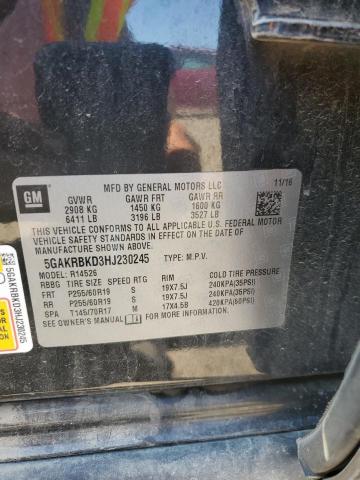 GM
MFD BY GENERAL MOTORS LLC
11/16
GVWR GAWR FRT GAWR RR
2908 KG 1450 KG 1600 KG
6411 LB 3196 LB 3527 LB
THIS VEHICLE CONFORMS TO ALL APPLICABLE U.S. FEDERAL MOTOR
VEHICLE SAFETY STANDARDS IN EFFECT ON THE DATE OF
MANUFACTURE SHOWN ABOVE.
5GAKRBKD3HJ230245 TYPE: M.P.V.
MODEL: R14526
RBBG TIRE SIZE SPEED RTG RIM COLD TIRE PRESSURE
FRT P255/60R19 S 19X7.5J 240KPA(35PSI)
RR P255/60R19 S 19X7.5J 240KPA(35PSI)
SPA T145/70R17 M 17X4.5B 420KPA(60PSI)
SEE OWNER'S MANUAL FOR MORE INFORMATION.
5GAKRBKD3HJ230245